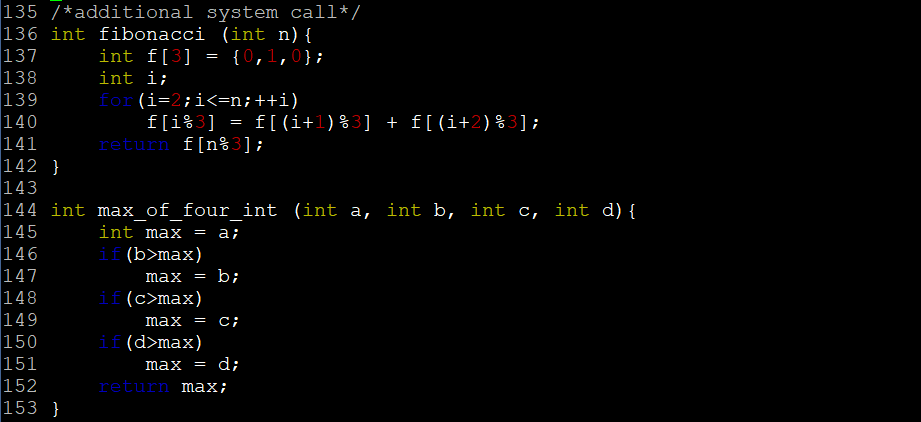 135 /*additional system call*/
136 int fibonacci (int n){
137     int f[3] = {0,1,0};
138     int i;
139     for(i=2;i<=n;++i)
140         f[i%3] = f[(i+1)%3] + f[(i+2)%3];
141     return f[n%3];
142 }
143
144 int max_of_four_int (int a, int b, int c, int d){
145     int max = a;
146     if(b>max)
147         max = b;
148     if(c>max)
149         max = c;
150     if(d>max)
151         max = d;
152     return max;
153 }